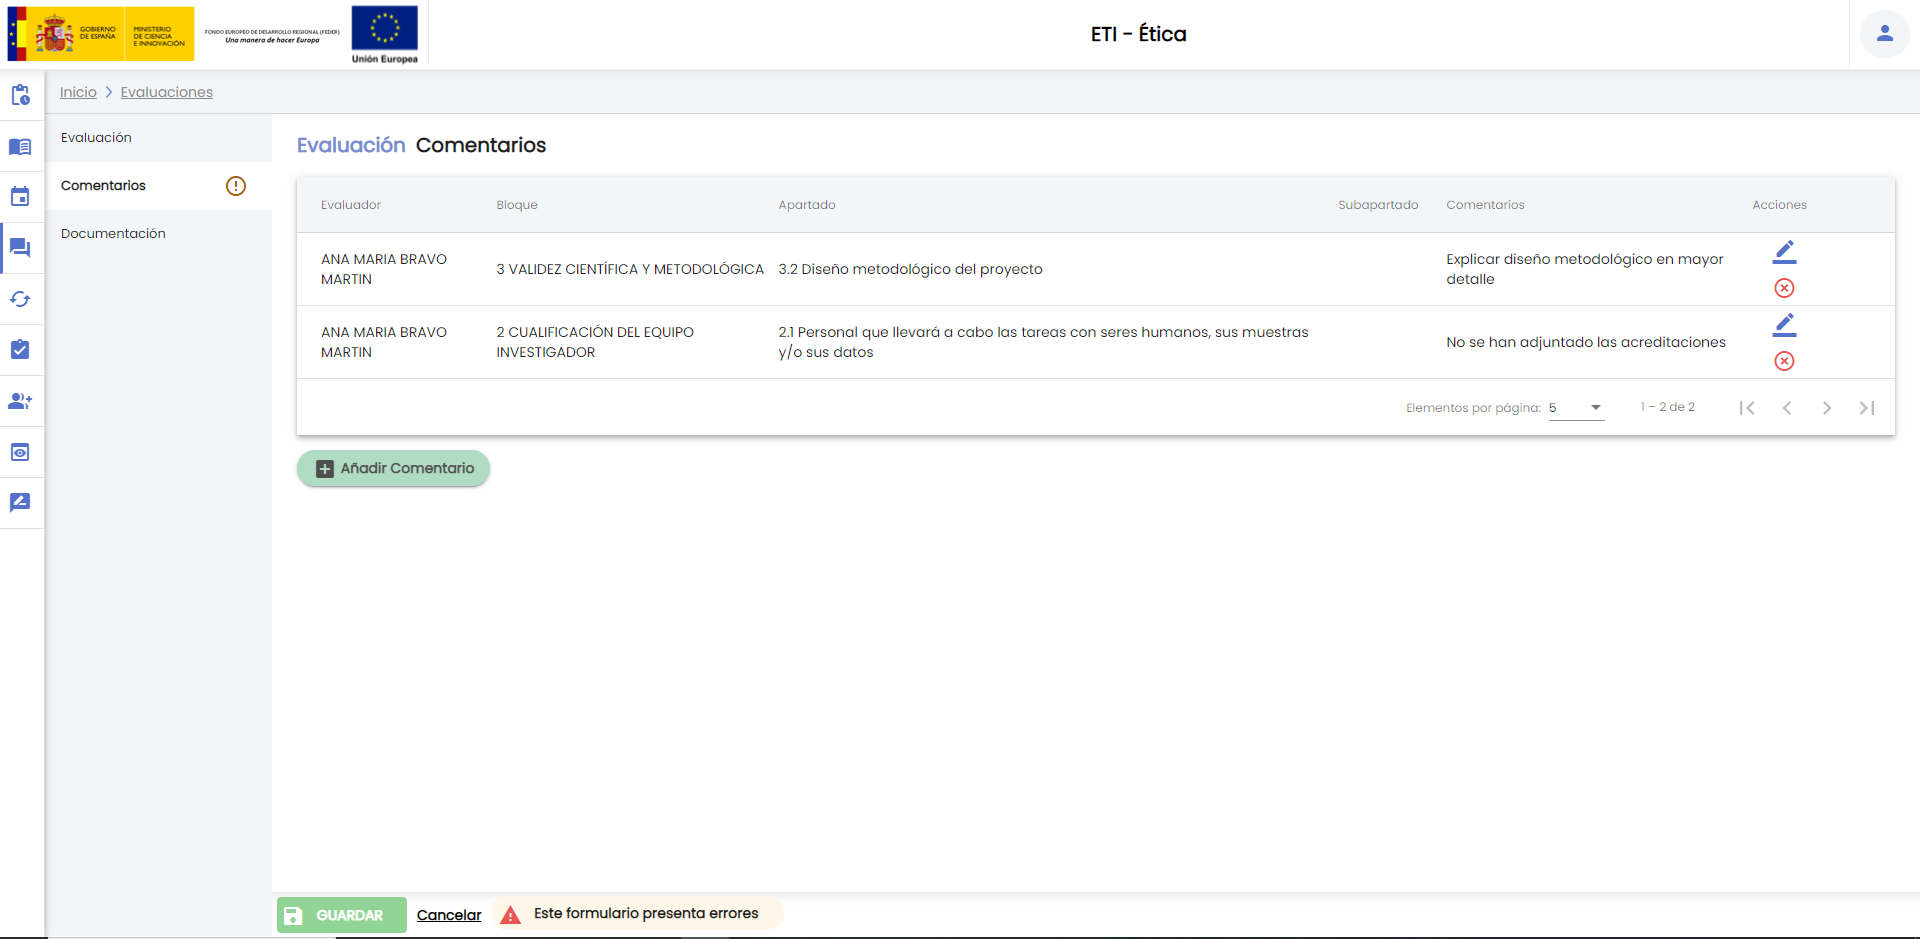 GOBIERNO
DE ESPAÑA
MINISTERIO
DE CIENCIA
E INNOVACIÓN
FONDO EUROPEO DE DESARROLLO REGIONAL (FEDER)
Una manera de hacer Europa
Unión Europea
ETI - Ética
Inicio Evaluaciones
Evaluación
Comentarios
Documentación
Evaluación Comentarios
Evaluador Bloque Apartado Subapartado Comentarios Acciones
ANA MARIA BRAVO
MARTIN
3 VALIDEZ CIENTÍFICA Y METODOLÓGICA
3.2 Diseño metodológico del proyecto
Explicar diseño metodológico en mayor
detalle
ANA MARIA BRAVO
MARTIN
2 CUALIFICACIÓN DEL EQUIPO
INVESTIGADOR
2.1 Personal que llevará a cabo las tareas con seres humanos, sus muestras
y/o sus datos
No se han adjuntado las acreditaciones
Elementos por página: 5 1 – 2 de 2
Añadir Comentario
GUARDAR Cancelar Este formulario presenta errores